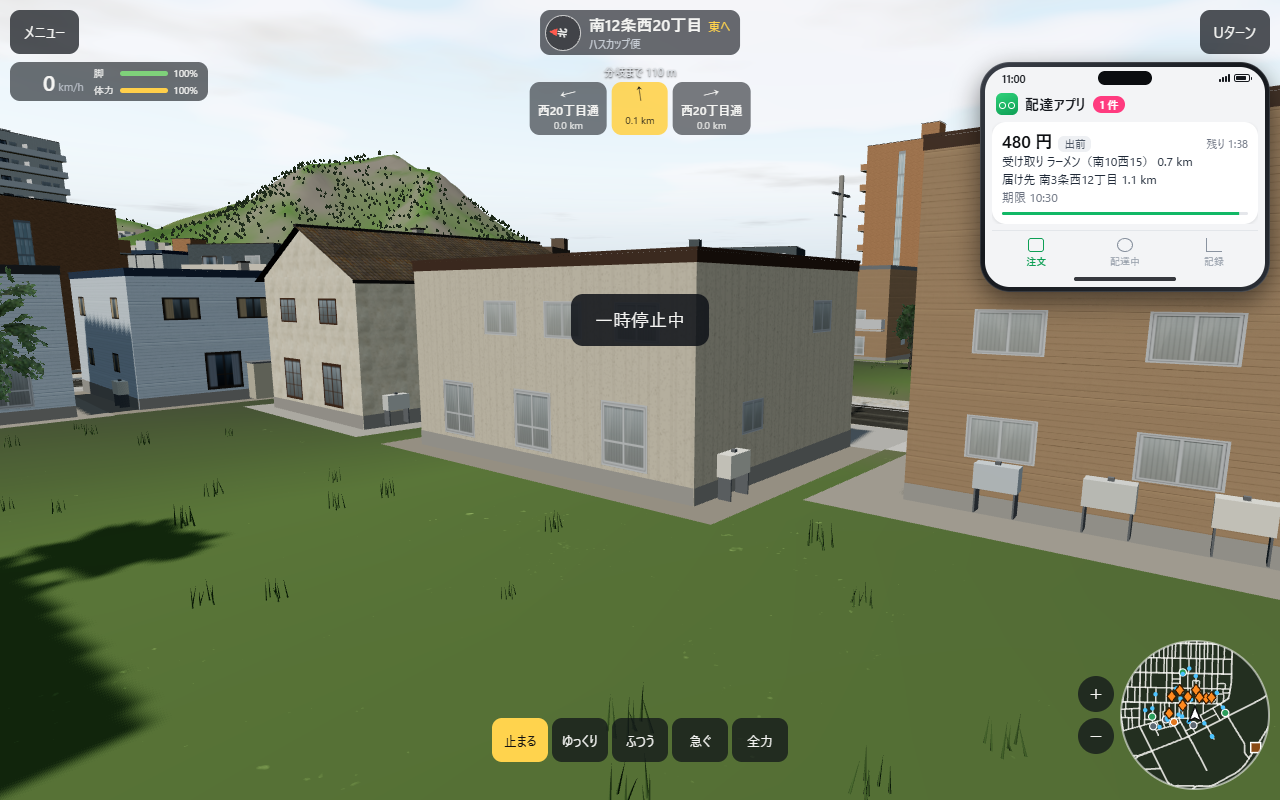 メニュー
0 km/h
脚 100%
体力 100%
南12条西20丁目 東へ
ハスカップ便
分岐まで 110 m
西20丁目通
0.0 km
0.1 km
西20丁目通
0.0 km
Uターン
11:00
配達アプリ 1 件
480 円 出前 残り 1:38
受け取り ラーメン（南10西15） 0.7 km
届け先 南3条西12丁目 1.1 km
期限 10:30
注文
配達中
記録
一時停止中
止まる
ゆっくり
ふつう
急ぐ
全力
+
−